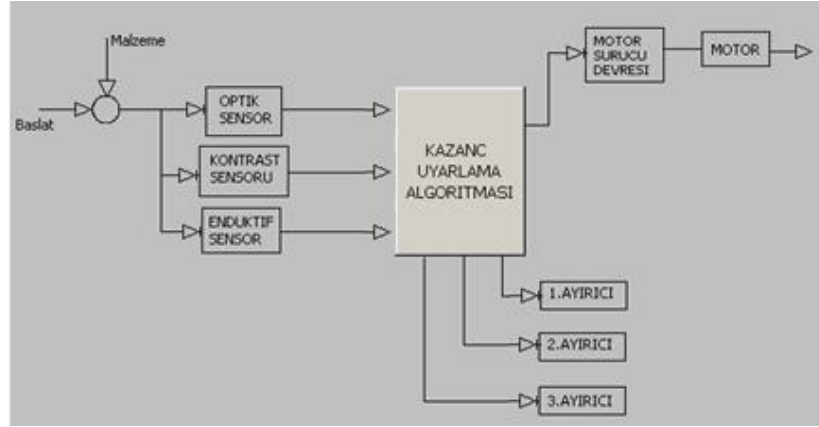 Malzeme
Baslat
OPTIK
SENSOR
KONTRAST
SENSORU
ENDUKTIF
SENSOR
KAZANC
UYARLAMA
ALGORITMASI
MOTOR
SURUCU
DEVRESI
MOTOR
1.AYIRICI
2.AYIRICI
3.AYIRICI